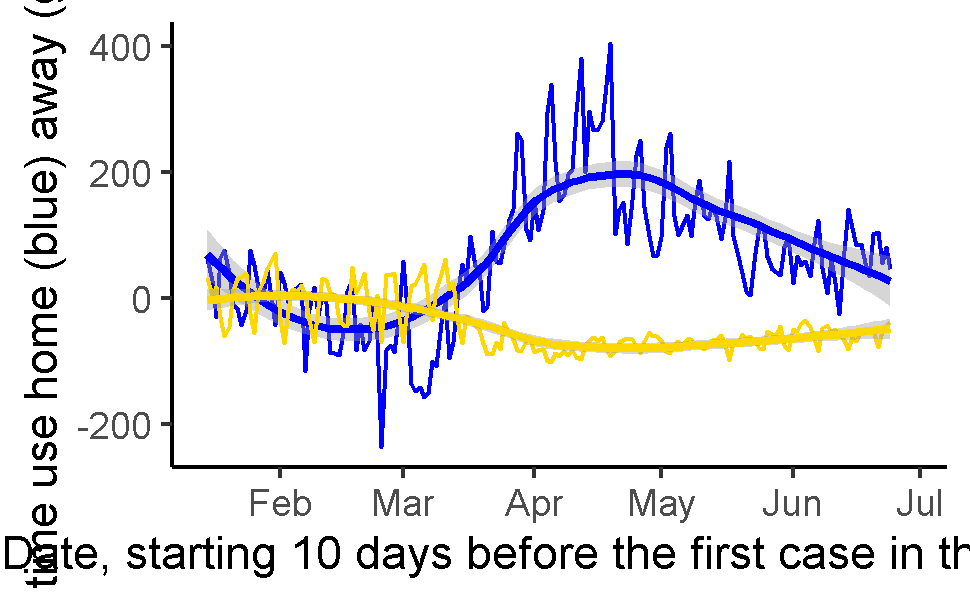 time use home (blue) away (
400
200
0
-200
Feb Mar Apr May Jun Jul
Date, starting 10 days before the first case in th